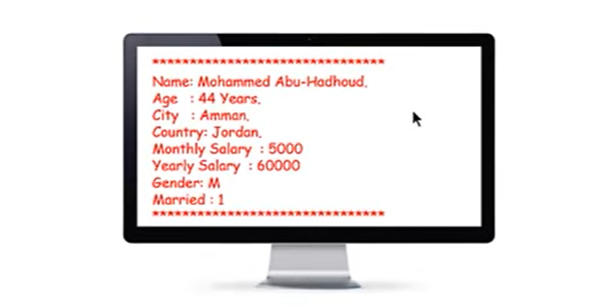 *******************************
Name: Mohammed Abu-Hadhoud.
Age   : 44 Years.
City   : Amman.
Country: Jordan.
Monthly Salary  : 5000
Yearly Salary  : 60000
Gender: M
Married : 1
*******************************